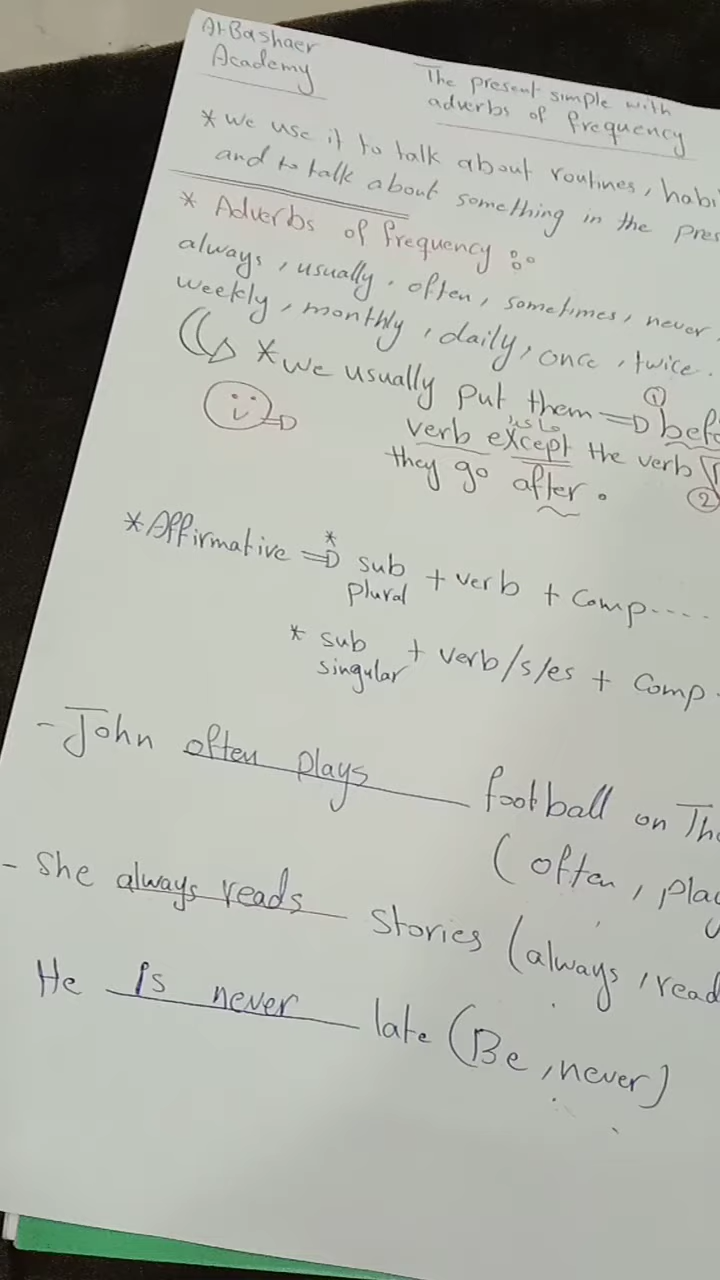 Al-Bashaer
Academy
The present simple with
adverbs of frequency
* we use it to talk about routines, habi
and to talk about something in the pres
* Adverbs of frequency :
always, usually, often, sometimes, never,
weekly, monthly, daily, once, twice.
* we usually put them ⇒ ① befo
verb except the verb
they go after. ②
ما عدا
* Affirmative ⇒ * sub + verb + Comp....
plural
* sub + verb/s/es + Comp.
singular
- John often plays football on Th
(often, play
- She always reads stories (always, read
He is never late (Be, never)